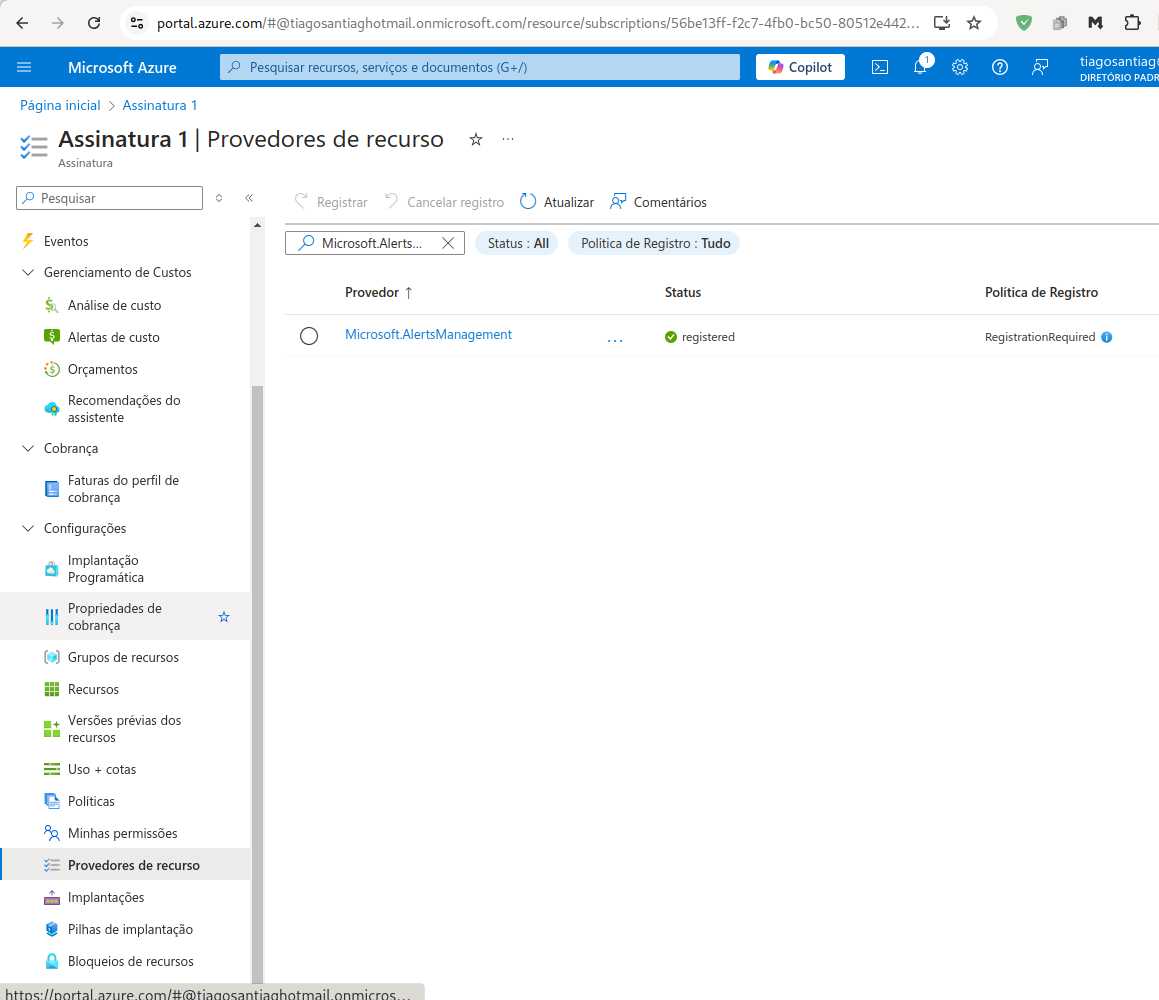 portal.azure.com/#@tiagosantiaghotmail.onmicrosoft.com/resource/subscriptions/56be13ff-f2c7-4fb0-bc50-80512e442...
Microsoft Azure
Pesquisar recursos, serviços e documentos (G+/)
Copilot
1
tiagosantiag@
DIRETÓRIO PADR
Página inicial > Assinatura 1
Assinatura 1 | Provedores de recurso
Assinatura
Pesquisar
Registrar
Cancelar registro
Atualizar
Comentários
Eventos
Gerenciamento de Custos
Análise de custo
Alertas de custo
Orçamentos
Recomendações do
assistente
Cobrança
Faturas do perfil de
cobrança
Configurações
Implantação
Programática
Propriedades de
cobrança
Grupos de recursos
Recursos
Versões prévias dos
recursos
Uso + cotas
Políticas
Minhas permissões
Provedores de recurso
Implantações
Pilhas de implantação
Bloqueios de recursos
Microsoft.Alerts...
Status : All
Política de Registro : Tudo
Provedor ↑
Status
Política de Registro
Microsoft.AlertsManagement
...
registered
RegistrationRequired
https://portal.azure.com/#@tiagosantiaghotmail.onmicros...